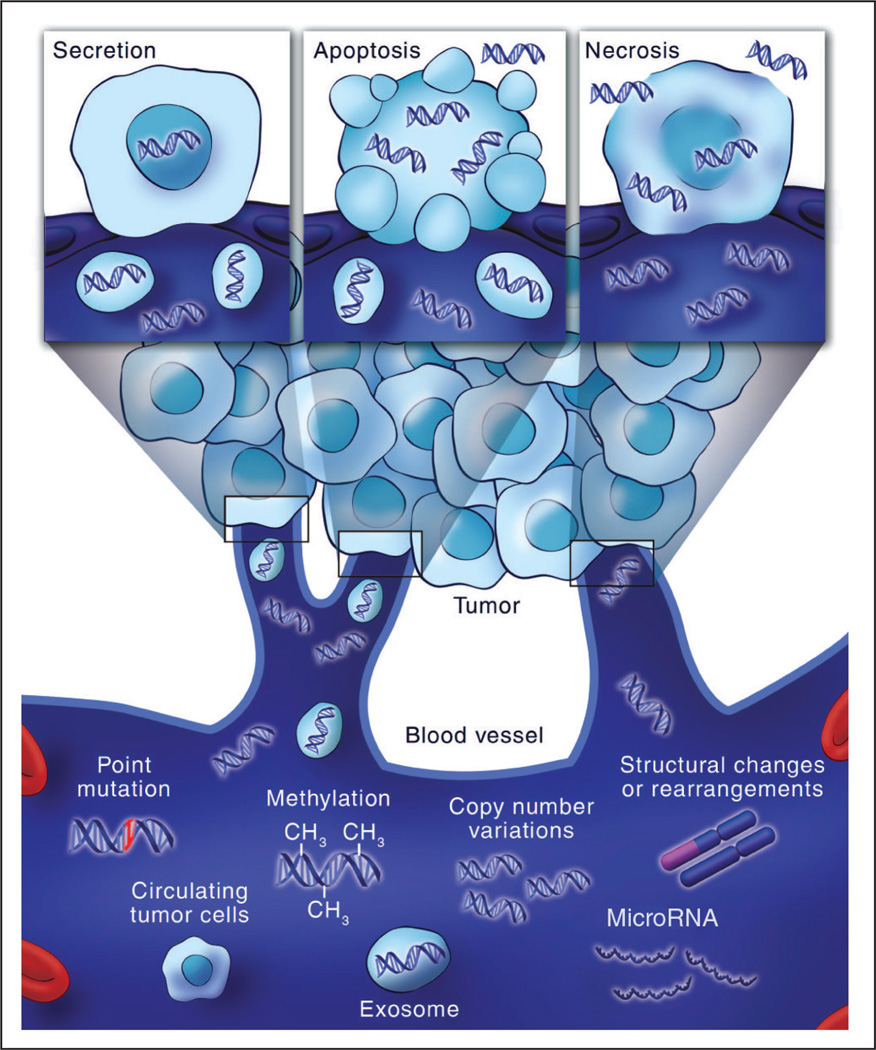 Secretion
Apoptosis
Necrosis
Tumor
Blood vessel
Point
mutation
Methylation
CH3 CH3
CH3
Copy number
variations
Structural changes
or rearrangements
Circulating
tumor cells
MicroRNA
Exosome